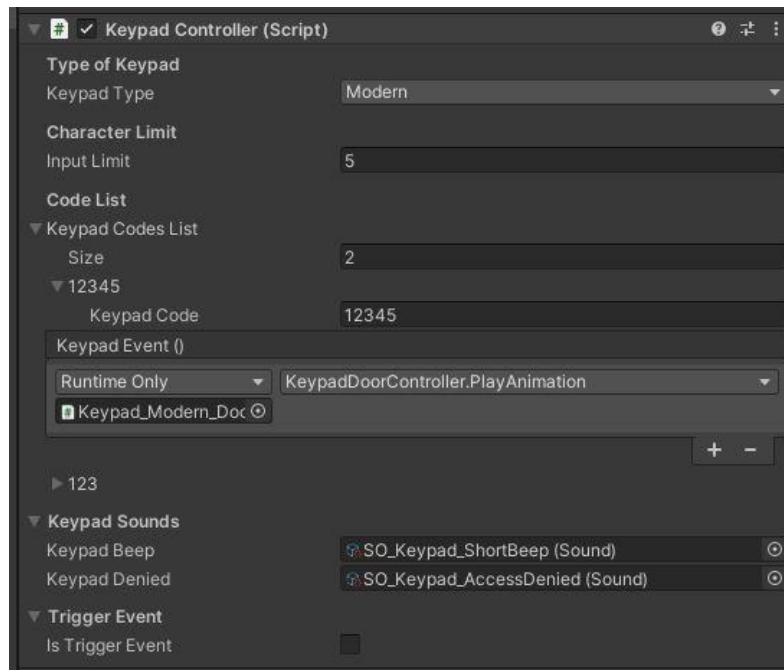 # Keypad Controller (Script)
Type of Keypad
Keypad Type Modern
Character Limit
Input Limit 5
Code List
Keypad Codes List
Size 2
12345
Keypad Code 12345
Keypad Event ()
Runtime Only KeypadDoorController.PlayAnimation
# Keypad_Modern_Doc
+ −
123
Keypad Sounds
Keypad Beep SO_Keypad_ShortBeep (Sound)
Keypad Denied SO_Keypad_AccessDenied (Sound)
Trigger Event
Is Trigger Event